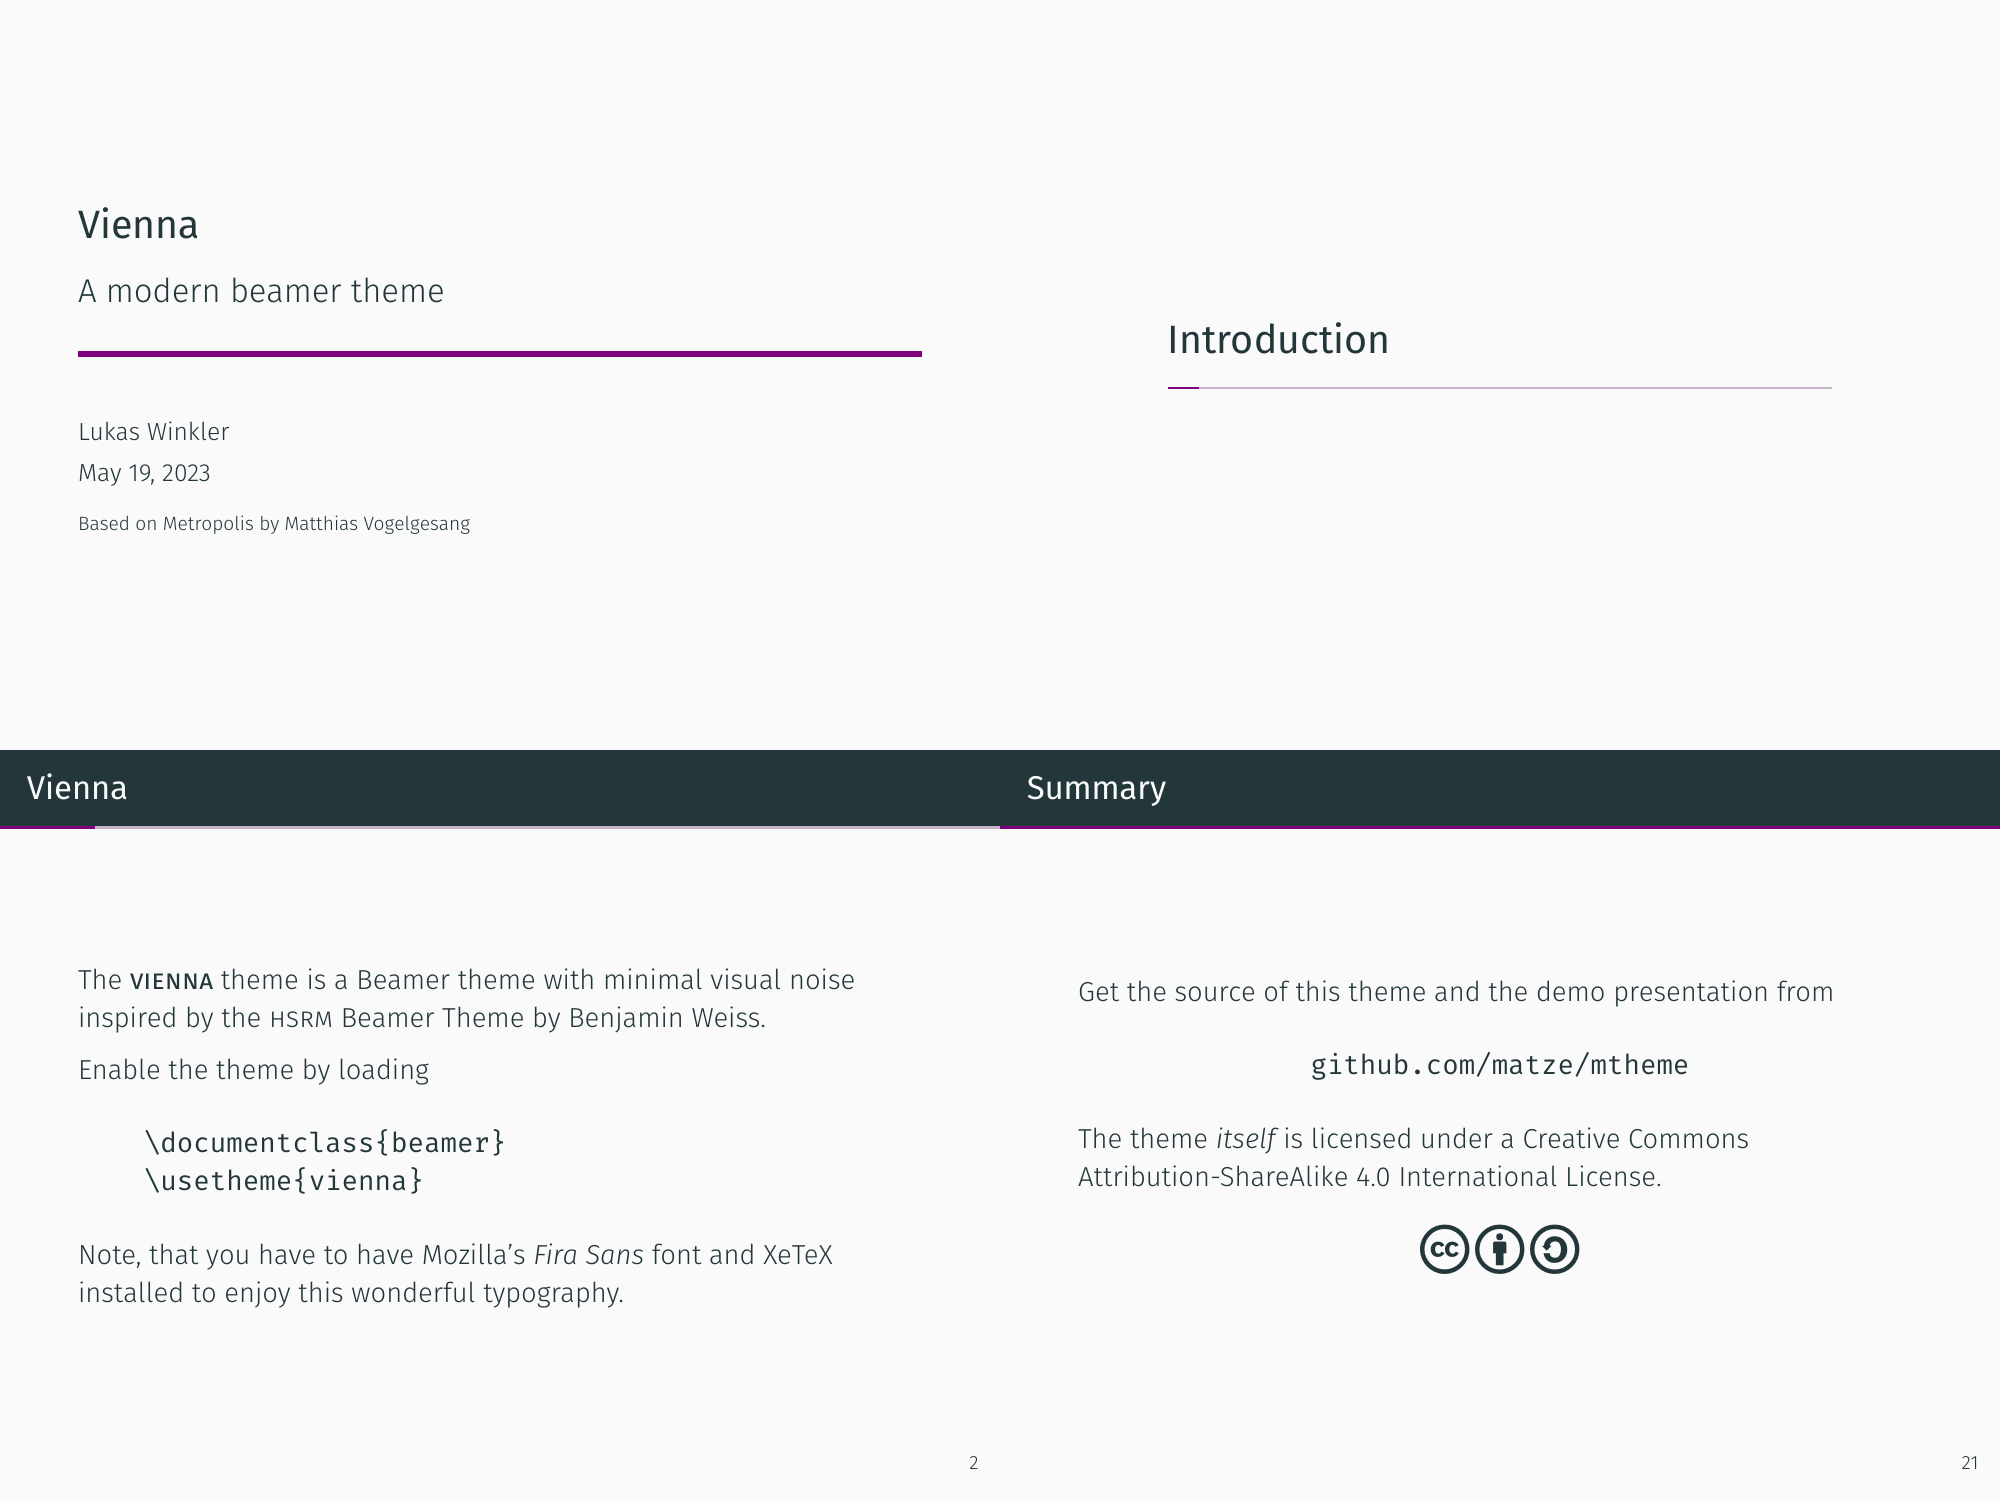 Vienna
A modern beamer theme
Lukas Winkler
May 19, 2023
Based on Metropolis by Matthias Vogelgesang
Introduction
Vienna
The VIENNA theme is a Beamer theme with minimal visual noise
inspired by the HSRM Beamer Theme by Benjamin Weiss.
Enable the theme by loading
\documentclass{beamer}
\usetheme{vienna}
Note, that you have to have Mozilla’s Fira Sans font and XeTeX
installed to enjoy this wonderful typography.
2
Summary
Get the source of this theme and the demo presentation from
github.com/matze/mtheme
The theme itself is licensed under a Creative Commons
Attribution-ShareAlike 4.0 International License.
cc
21